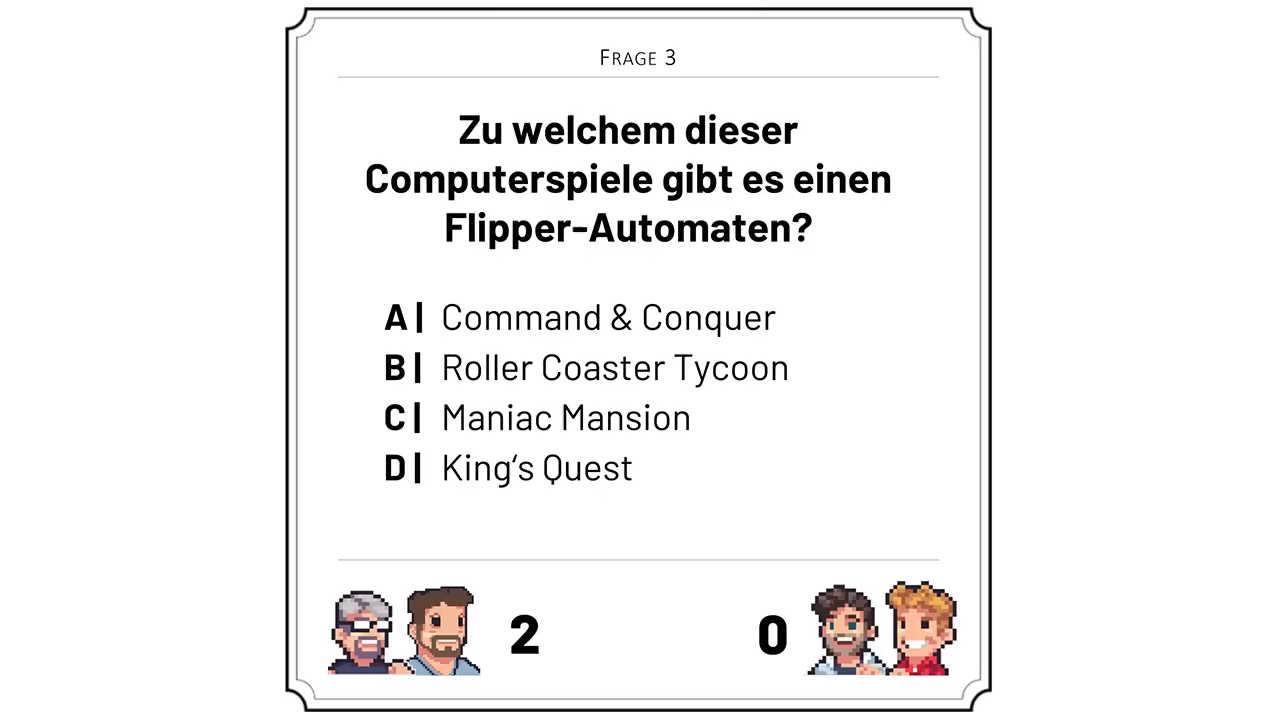 Frage 3
Zu welchem dieser
Computerspiele gibt es einen
Flipper-Automaten?
A| Command & Conquer
B| Roller Coaster Tycoon
C| Maniac Mansion
D| King‘s Quest
2 0